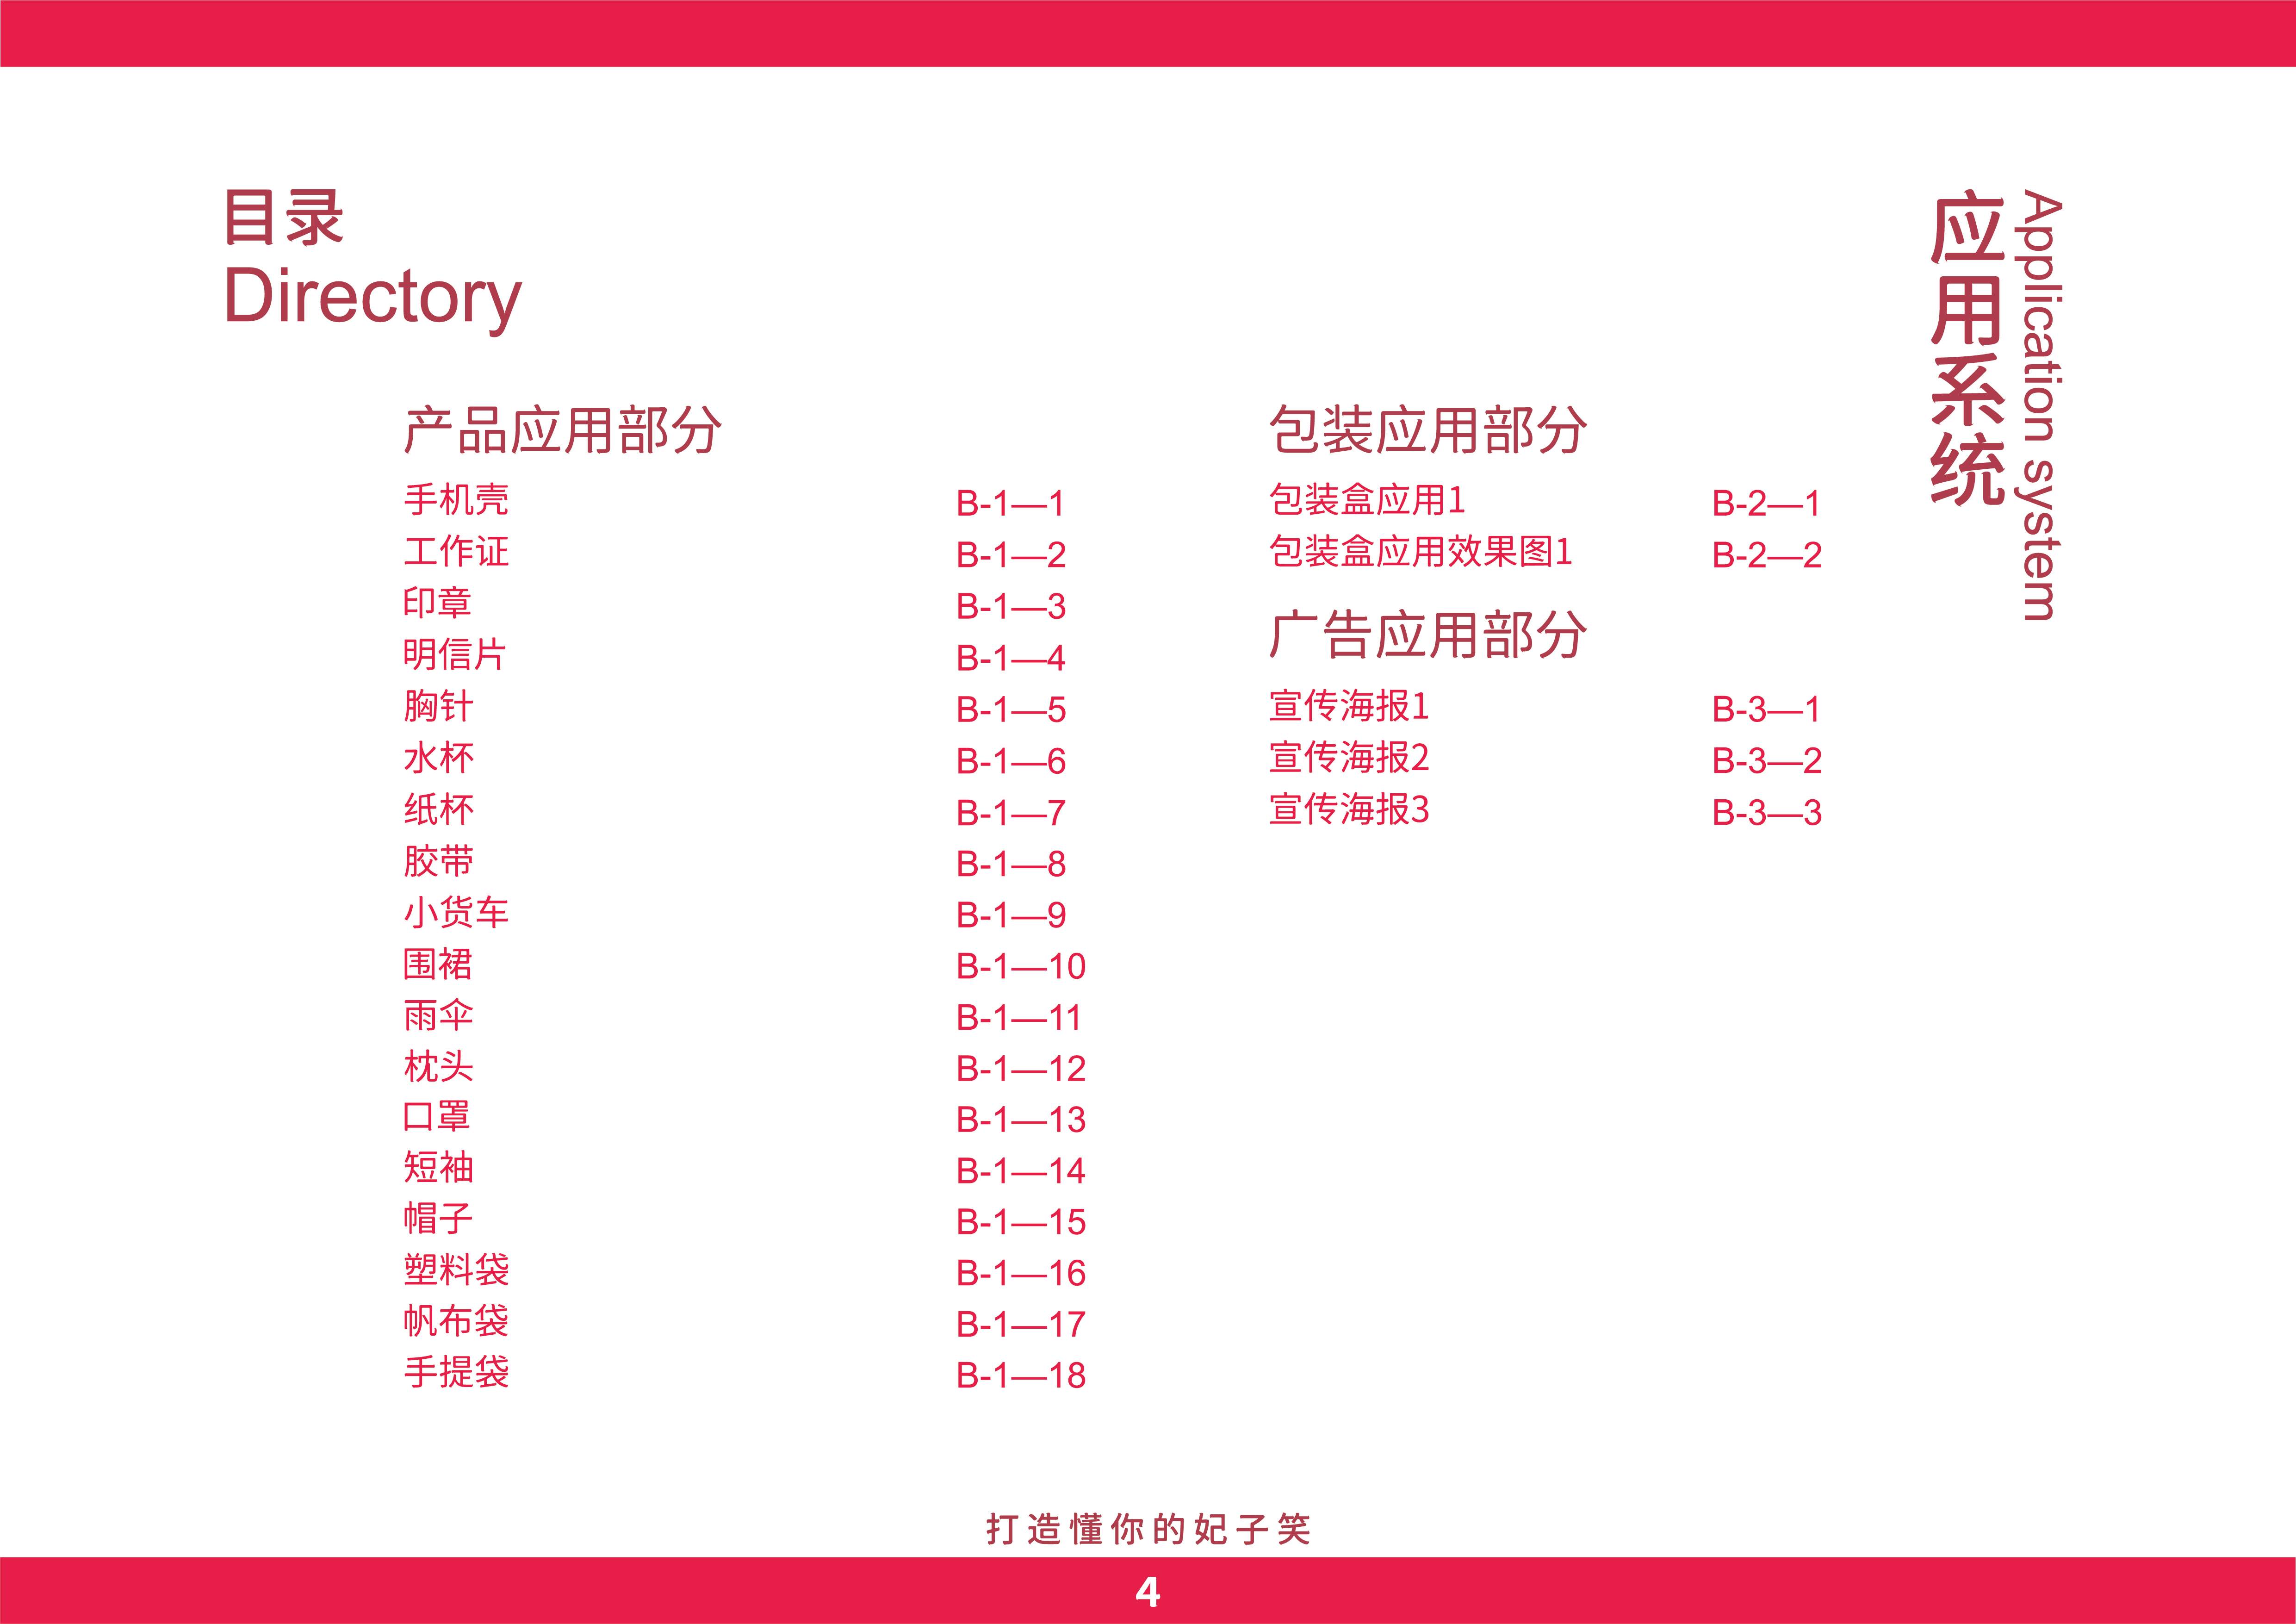 目录
Directory
应用系统
Application system
产品应用部分
手机壳 B-1—1
工作证 B-1—2
印章 B-1—3
明信片 B-1—4
胸针 B-1—5
水杯 B-1—6
纸杯 B-1—7
胶带 B-1—8
小货车 B-1—9
围裙 B-1—10
雨伞 B-1—11
枕头 B-1—12
口罩 B-1—13
短袖 B-1—14
帽子 B-1—15
塑料袋 B-1—16
帆布袋 B-1—17
手提袋 B-1—18
包装应用部分
包装盒应用1 B-2—1
包装盒应用效果图1 B-2—2
广告应用部分
宣传海报1 B-3—1
宣传海报2 B-3—2
宣传海报3 B-3—3
打造懂你的妃子笑
4